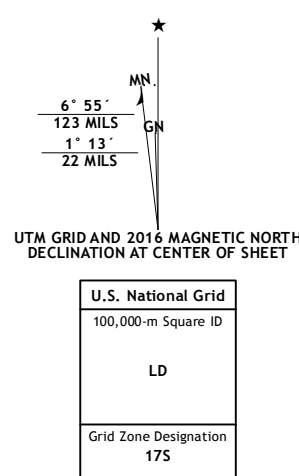 ★
MN.
6° 55´
123 MILS
GN
1° 13´
22 MILS
UTM GRID AND 2016 MAGNETIC NORTH
DECLINATION AT CENTER OF SHEET
U.S. National Grid
100,000-m Square ID
LD
Grid Zone Designation
17S